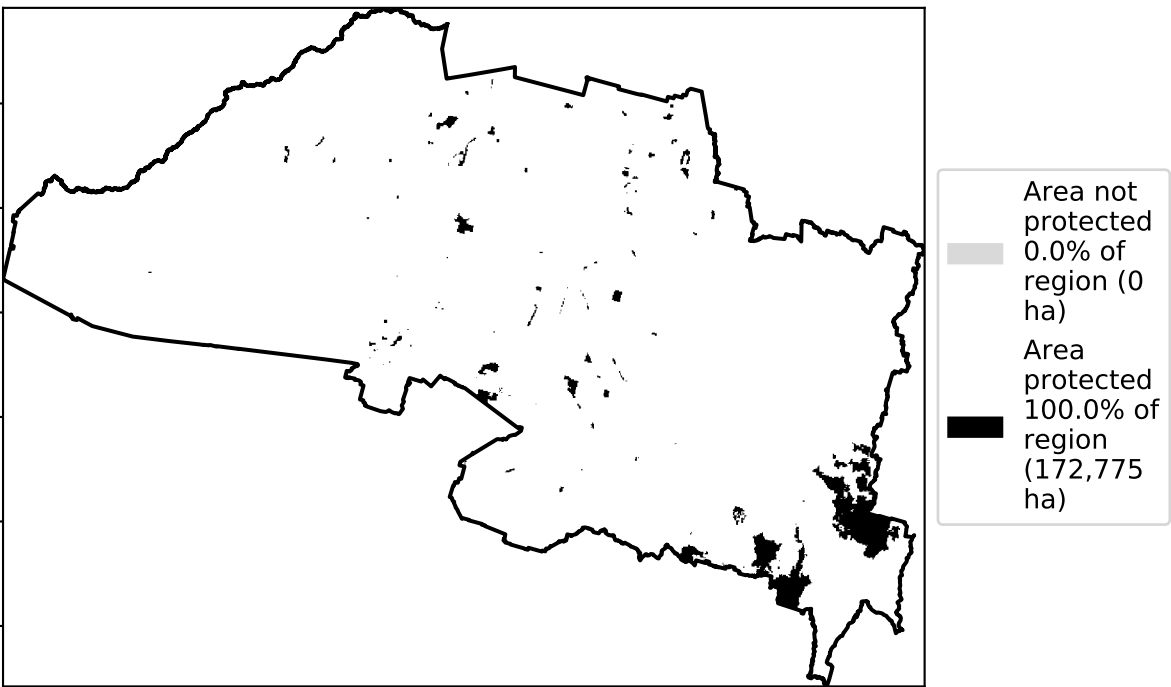 Area not
protected
0.0% of
region (0
ha)
Area
protected
100.0% of
region
(172,775
ha)